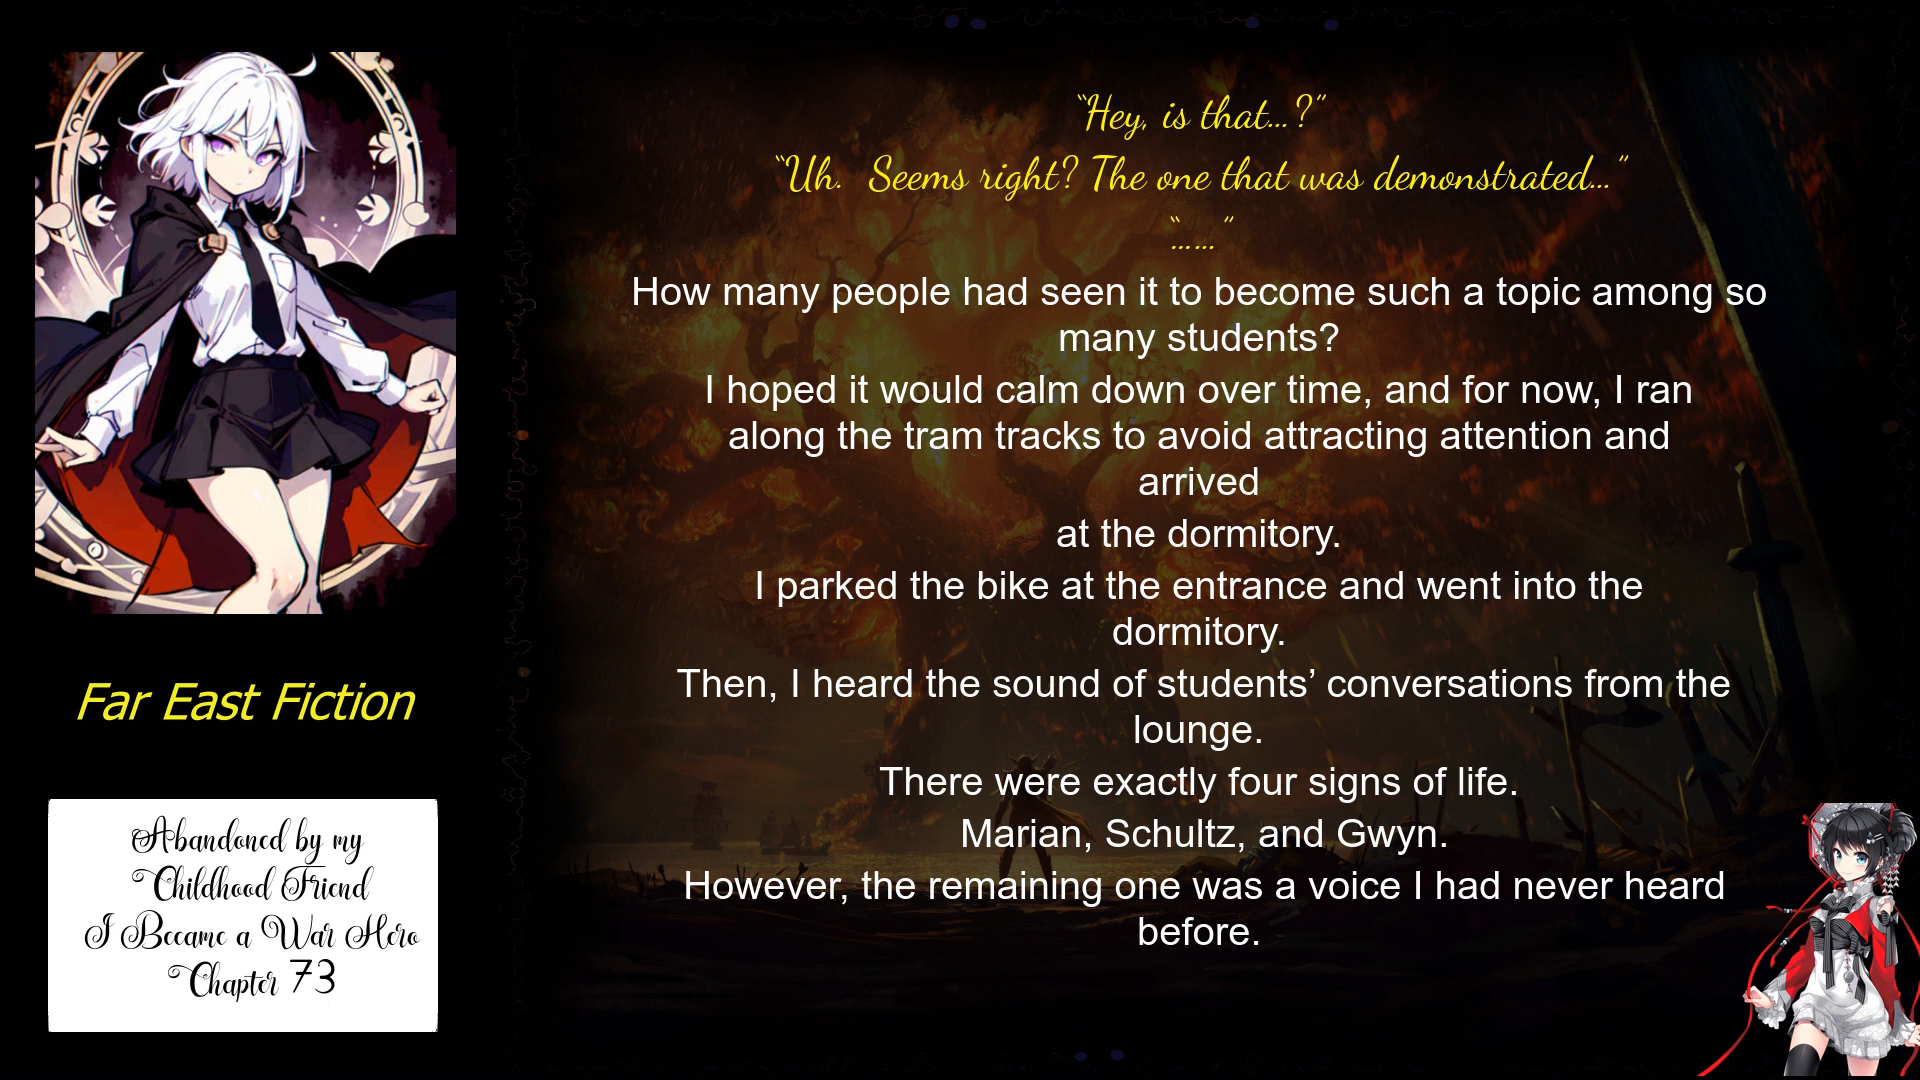 “Hey, is that...?”
“Uh.  Seems right? The one that was demonstrated...”
“......”
How many people had seen it to become such a topic among so
many students?
I hoped it would calm down over time, and for now, I ran
along the tram tracks to avoid attracting attention and
arrived
at the dormitory.
I parked the bike at the entrance and went into the
dormitory.
Then, I heard the sound of students’ conversations from the
lounge.
There were exactly four signs of life.
Marian, Schultz, and Gwyn.
However, the remaining one was a voice I had never heard
before.
Far East Fiction
Abandoned by my
Childhood Friend
I Became a War Hero
Chapter 73